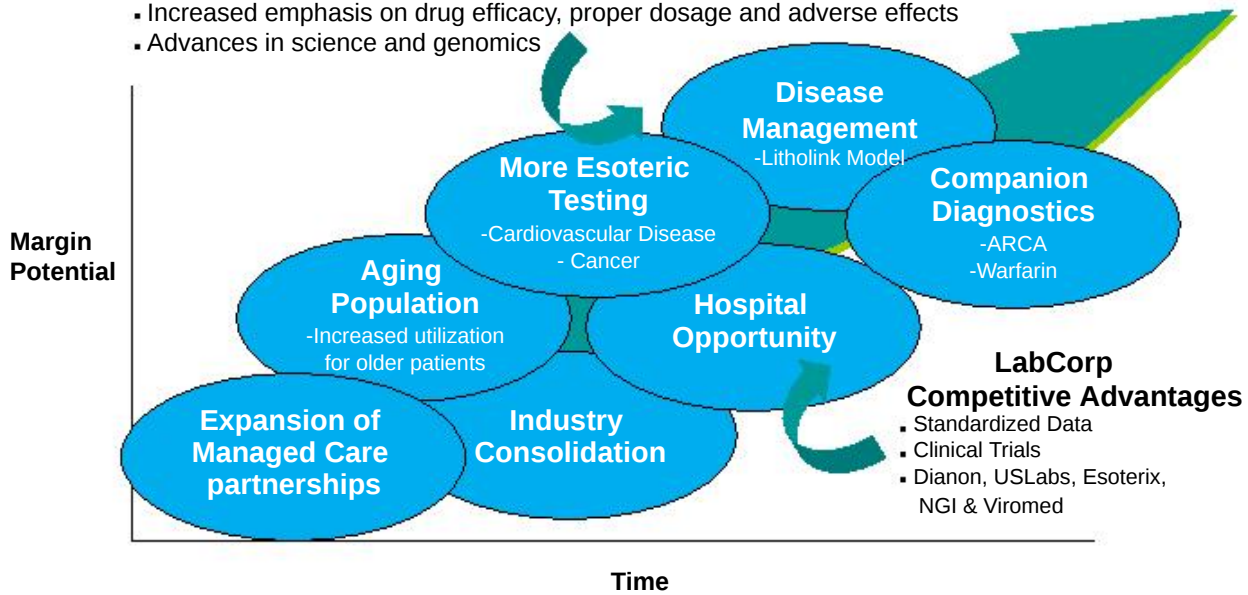 ▪ Increased emphasis on drug efficacy, proper dosage and adverse effects
▪ Advances in science and genomics
Disease
Management
-Litholink Model
More Esoteric
Testing
-Cardiovascular Disease
- Cancer
Companion
Diagnostics
-ARCA
-Warfarin
Margin
Potential
Aging
Population
-Increased utilization
for older patients
Hospital
Opportunity
LabCorp
Competitive Advantages
▪ Standardized Data
▪ Clinical Trials
▪ Dianon, USLabs, Esoterix,
NGI & Viromed
Expansion of
Managed Care
partnerships
Industry
Consolidation
Time